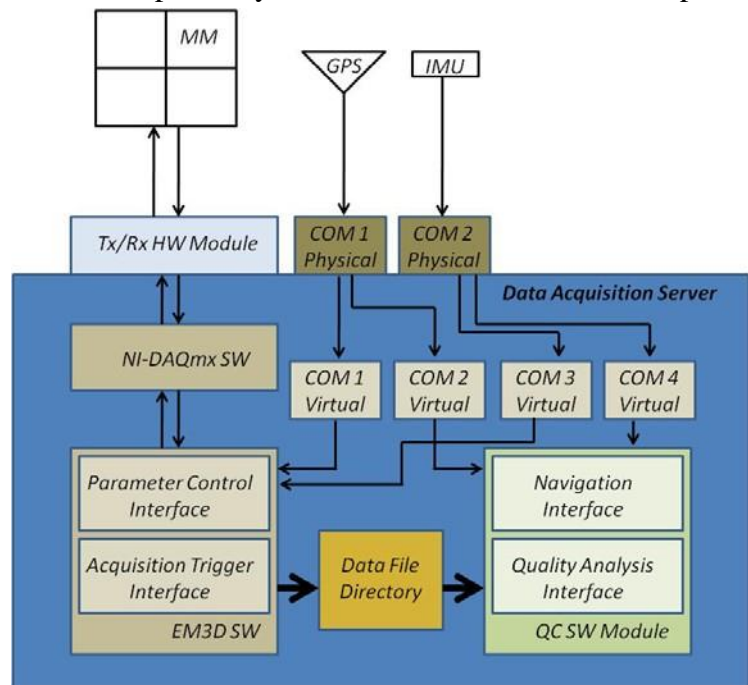 MM
GPS
IMU
Tx/Rx HW Module
COM 1
Physical
COM 2
Physical
Data Acquisition Server
NI-DAQmx SW
COM 1
Virtual
COM 2
Virtual
COM 3
Virtual
COM 4
Virtual
Parameter Control
Interface
Navigation
Interface
Acquisition Trigger
Interface
Data File
Directory
Quality Analysis
Interface
EM3D SW
QC SW Module